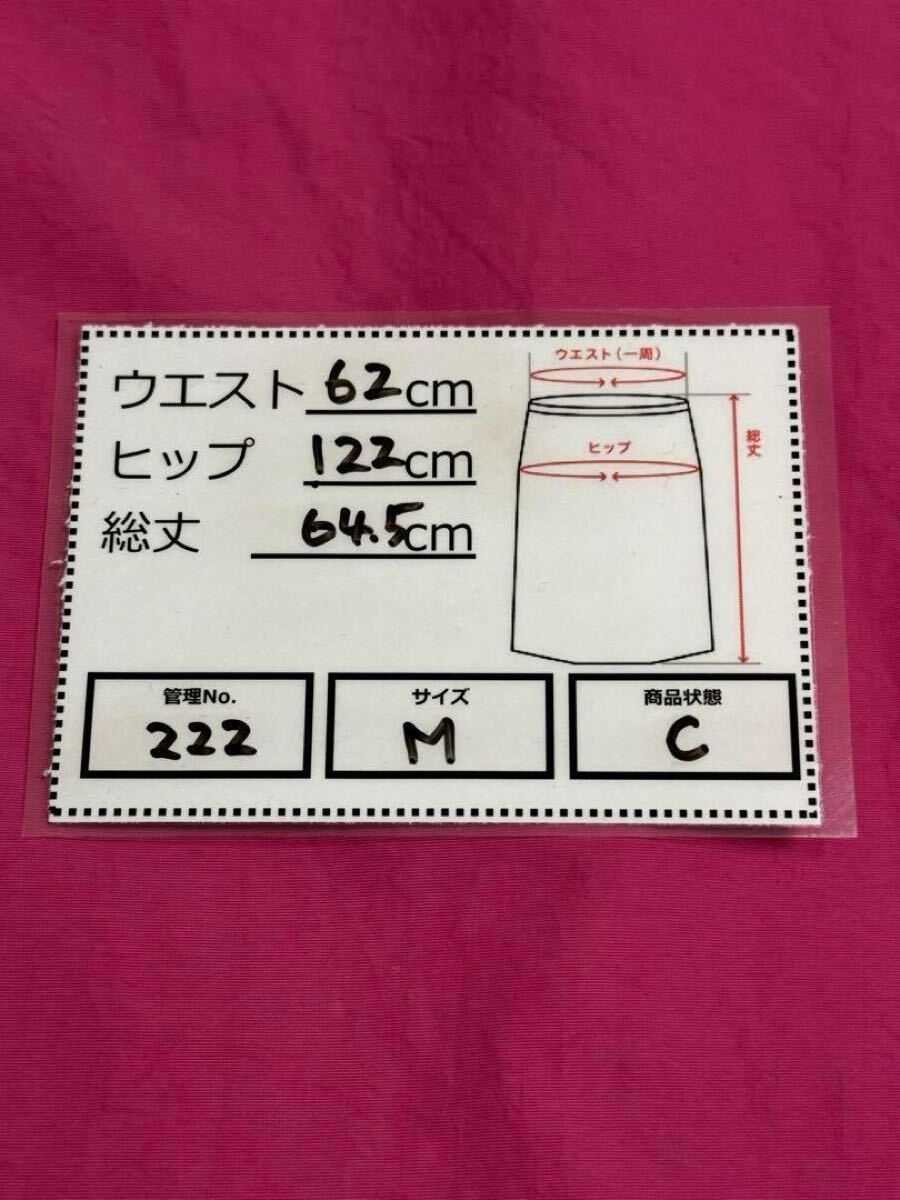 ウエスト 62cm
ヒップ 122cm
総丈 64.5cm
ウエスト(一周)
ヒップ
総丈
管理No.
222
サイズ
M
商品状態
C